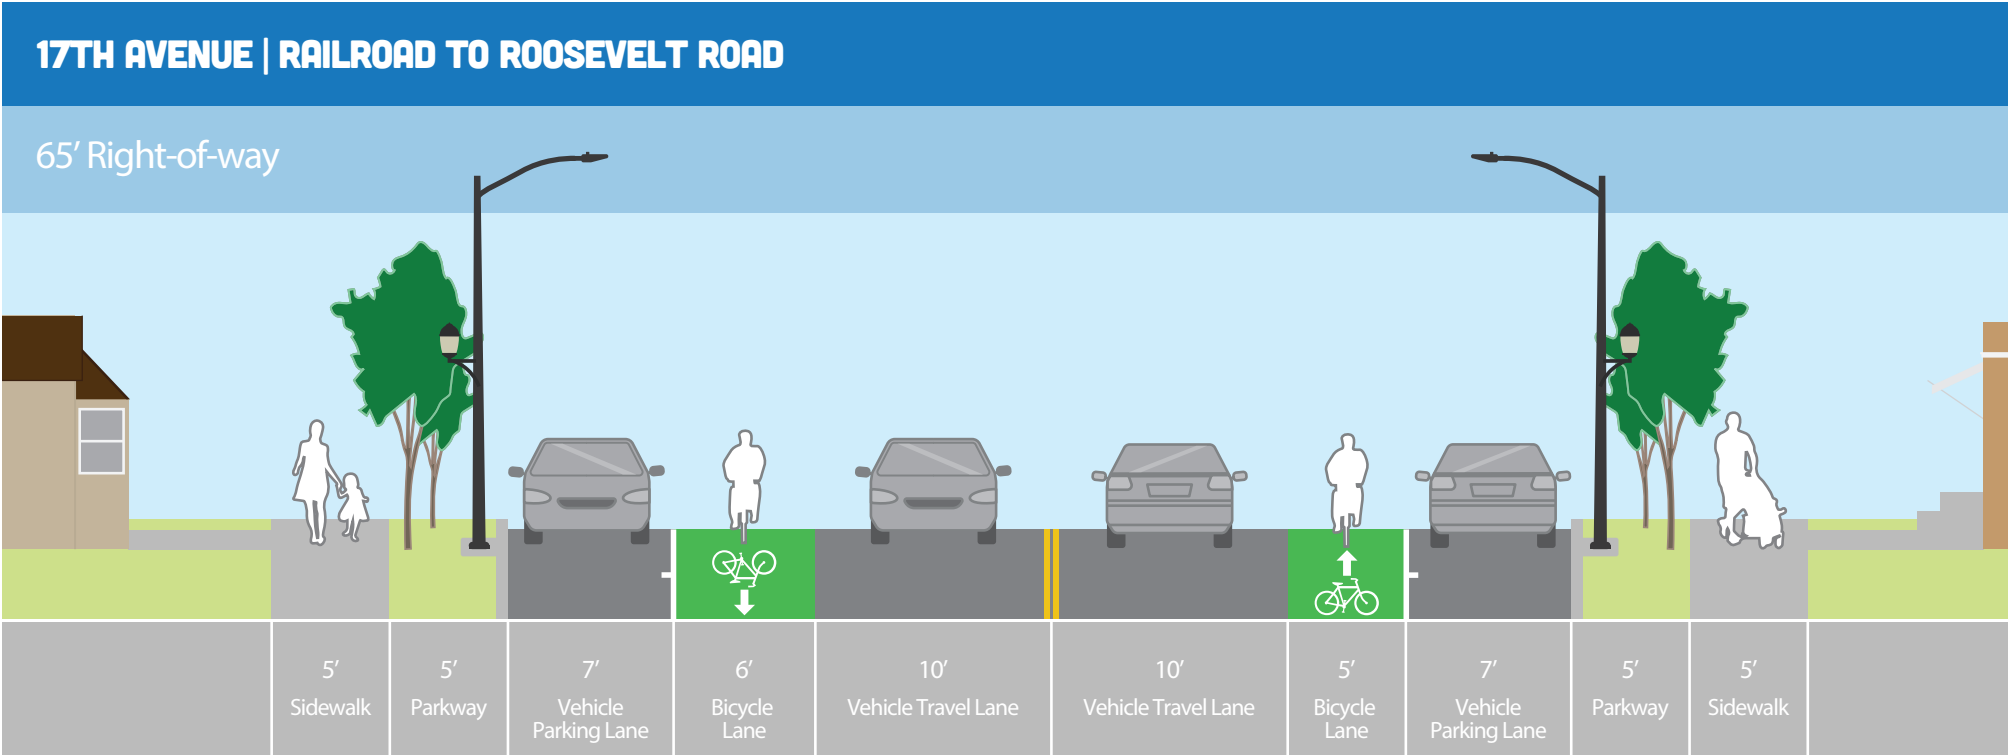 17TH AVENUE | RAILROAD TO ROOSEVELT ROAD
65’ Right-of-way
5’
Sidewalk
5’
Parkway
7’
Vehicle
Parking Lane
6’
Bicycle
Lane
10’
Vehicle Travel Lane
10’
Vehicle Travel Lane
5’
Bicycle
Lane
7’
Vehicle
Parking Lane
5’
Parkway
5’
Sidewalk